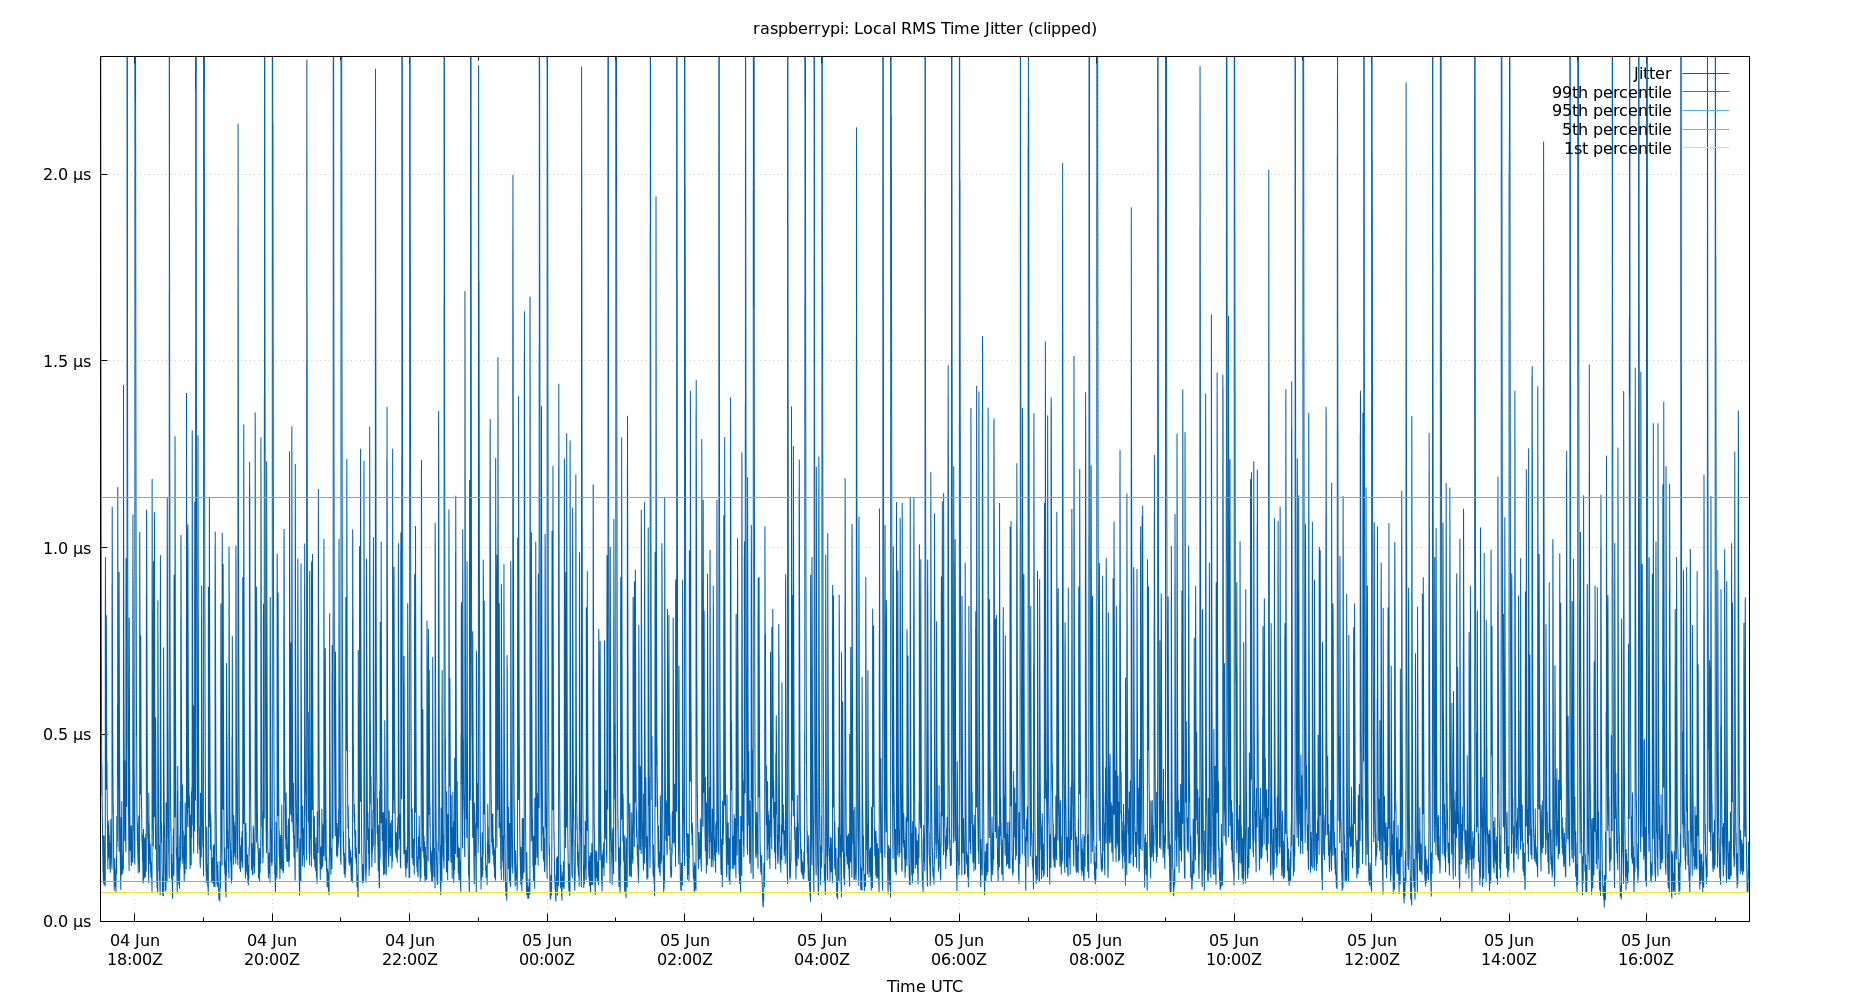 raspberrypi: Local RMS Time Jitter (clipped)
Jitter
99th percentile
95th percentile
5th percentile
1st percentile
2.0 µs
1.5 µs
1.0 µs
0.5 µs
0.0 µs
04 Jun 04 Jun 04 Jun 05 Jun 05 Jun 05 Jun 05 Jun 05 Jun 05 Jun 05 Jun 05 Jun 05 Jun
18:00Z 20:00Z 22:00Z 00:00Z 02:00Z 04:00Z 06:00Z 08:00Z 10:00Z 12:00Z 14:00Z 16:00Z
Time UTC